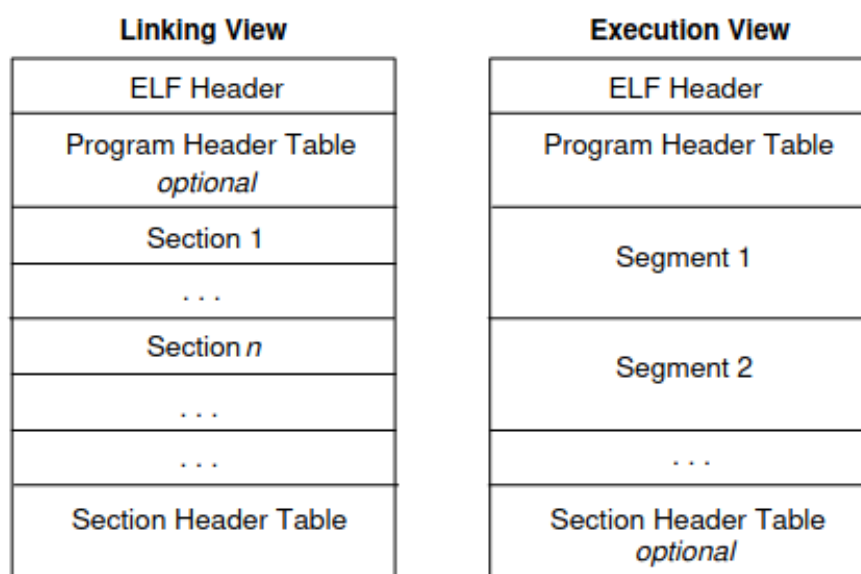 Linking View
ELF Header
Program Header Table
optional
Section 1
. . .
Section n
. . .
. . .
Section Header Table
Execution View
ELF Header
Program Header Table
Segment 1
Segment 2
. . .
Section Header Table
optional